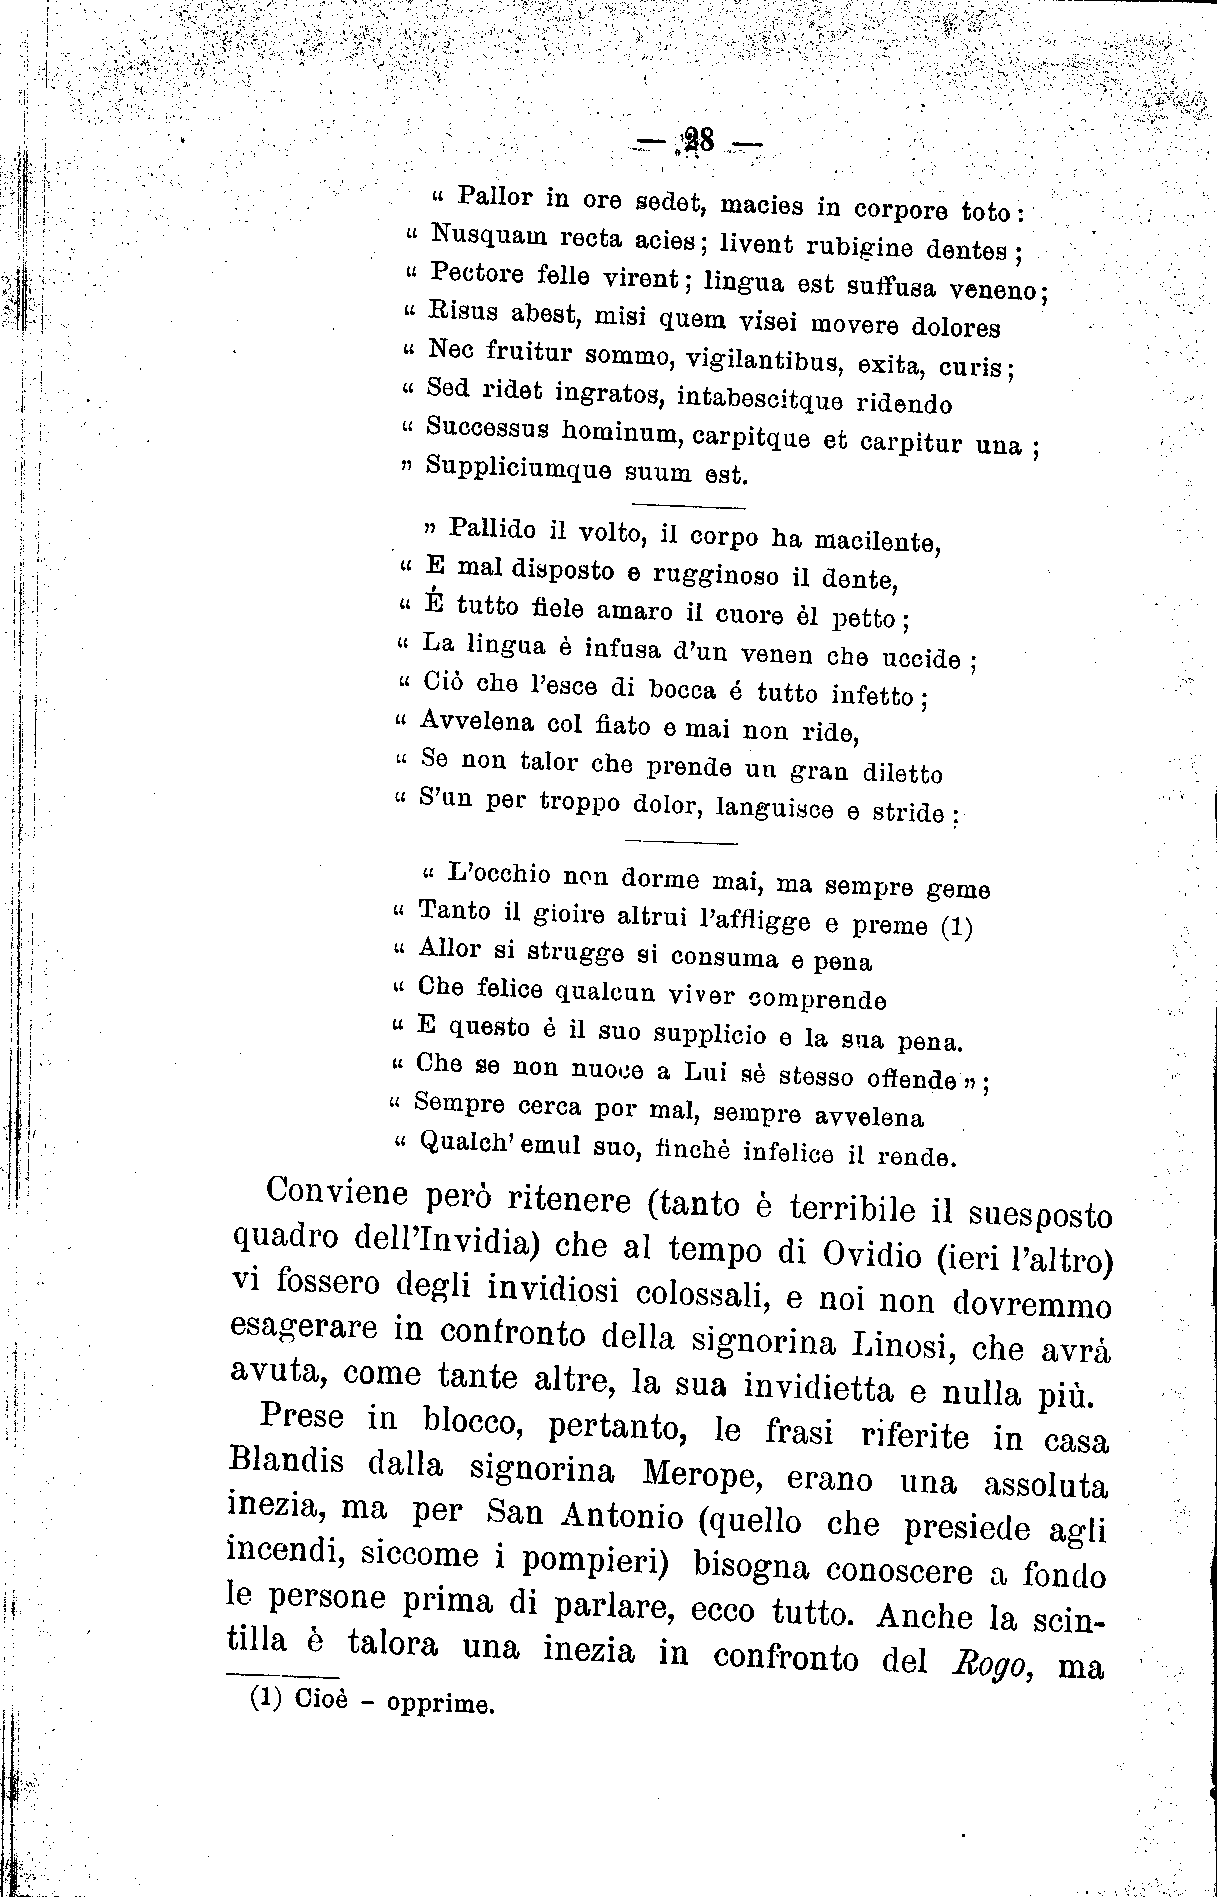 — 28 —
“ Pallor in ore sedet, macies in corpore toto :
“ Nusquam recta acies ; livent rubigine dentes ;
“ Pectore felle virent ; lingua est suffusa veneno ;
“ Risus abest, misi quem visei movere dolores
“ Nec fruitur sommo, vigilantibus, exita, curis ;
“ Sed ridet ingratos, intabescitque ridendo
“ Successus hominum, carpitque et carpitur una ;
” Suppliciumque suum est.
” Pallido il volto, il corpo ha macilente,
“ E mal disposto e rugginoso il dente,
“ É tutto fiele amaro il cuore èl petto ;
“ La lingua è infusa d'un venen che uccide ;
“ Ciò che l'esce di bocca é tutto infetto ;
“ Avvelena col fiato e mai non ride,
“ Se non talor che prende un gran diletto
“ S'un per troppo dolor, languisce e stride :
“ L'occhio non dorme mai, ma sempre geme
“ Tanto il gioire altrui l'affligge e preme (1)
“ Allor si strugge si consuma e pena
“ Che felice qualcun viver comprende
“ E questo è il suo supplicio e la sua pena.
“ Che se non nuoce a Lui sè stesso offende ” ;
“ Sempre cerca por mal, sempre avvelena
“ Qualch' emul suo, finchè infelice il rende.
Conviene però ritenere (tanto è terribile il suesposto
quadro dell'Invidia) che al tempo di Ovidio (ieri l'altro)
vi fossero degli invidiosi colossali, e noi non dovremmo
esagerare in confronto della signorina Linosi, che avrá
avuta, come tante altre, la sua invidietta e nulla più.
Prese in blocco, pertanto, le frasi riferite in casa
Blandis dalla signorina Merope, erano una assoluta
inezia, ma per San Antonio (quello che presiede agli
incendi, siccome i pompieri) bisogna conoscere a fondo
le persone prima di parlare, ecco tutto. Anche la scin-
tilla è talora una inezia in confronto del Rogo, ma
(1) Cioè – opprime.